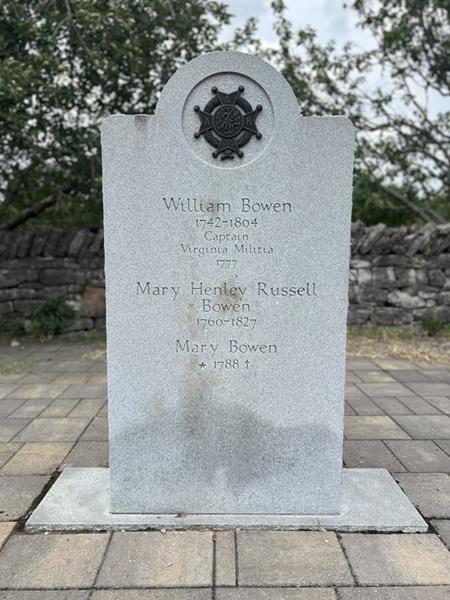 William Bowen
1742-1804
Captain
Virginia Militia
1777
Mary Henley Russell
Bowen
1760-1827
Mary Bowen
* 1788 †